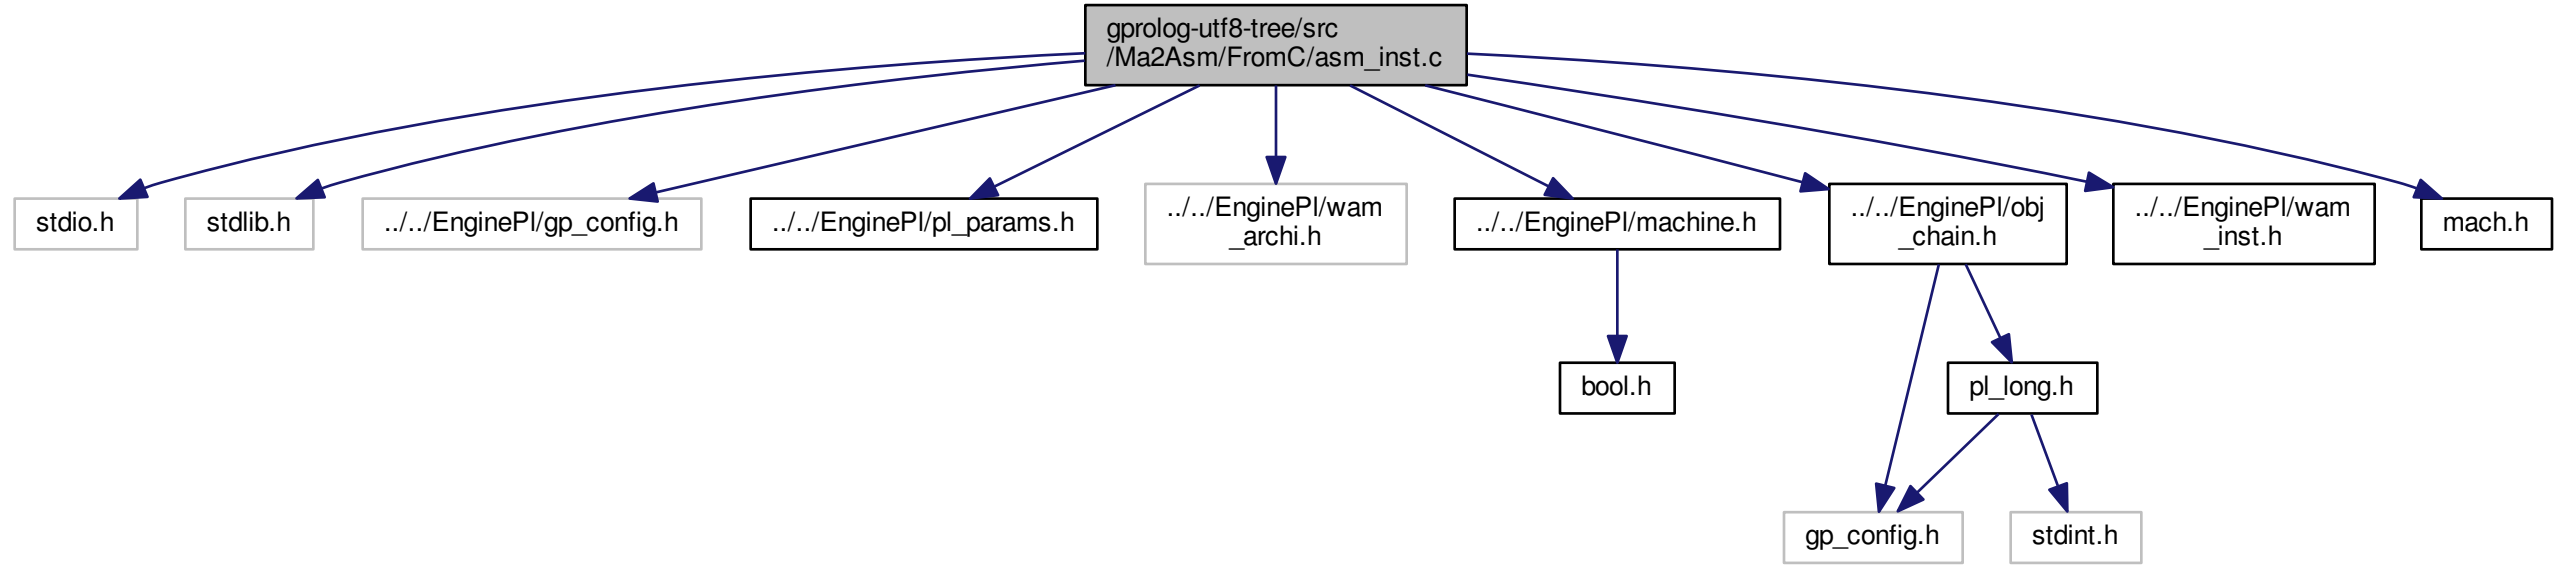 gprolog-utf8-tree/src
/Ma2Asm/FromC/asm_inst.c
stdio.h
stdlib.h
../../EnginePl/gp_config.h
../../EnginePl/pl_params.h
../../EnginePl/wam
_archi.h
../../EnginePl/machine.h
../../EnginePl/obj
_chain.h
../../EnginePl/wam
_inst.h
mach.h
bool.h
pl_long.h
gp_config.h
stdint.h